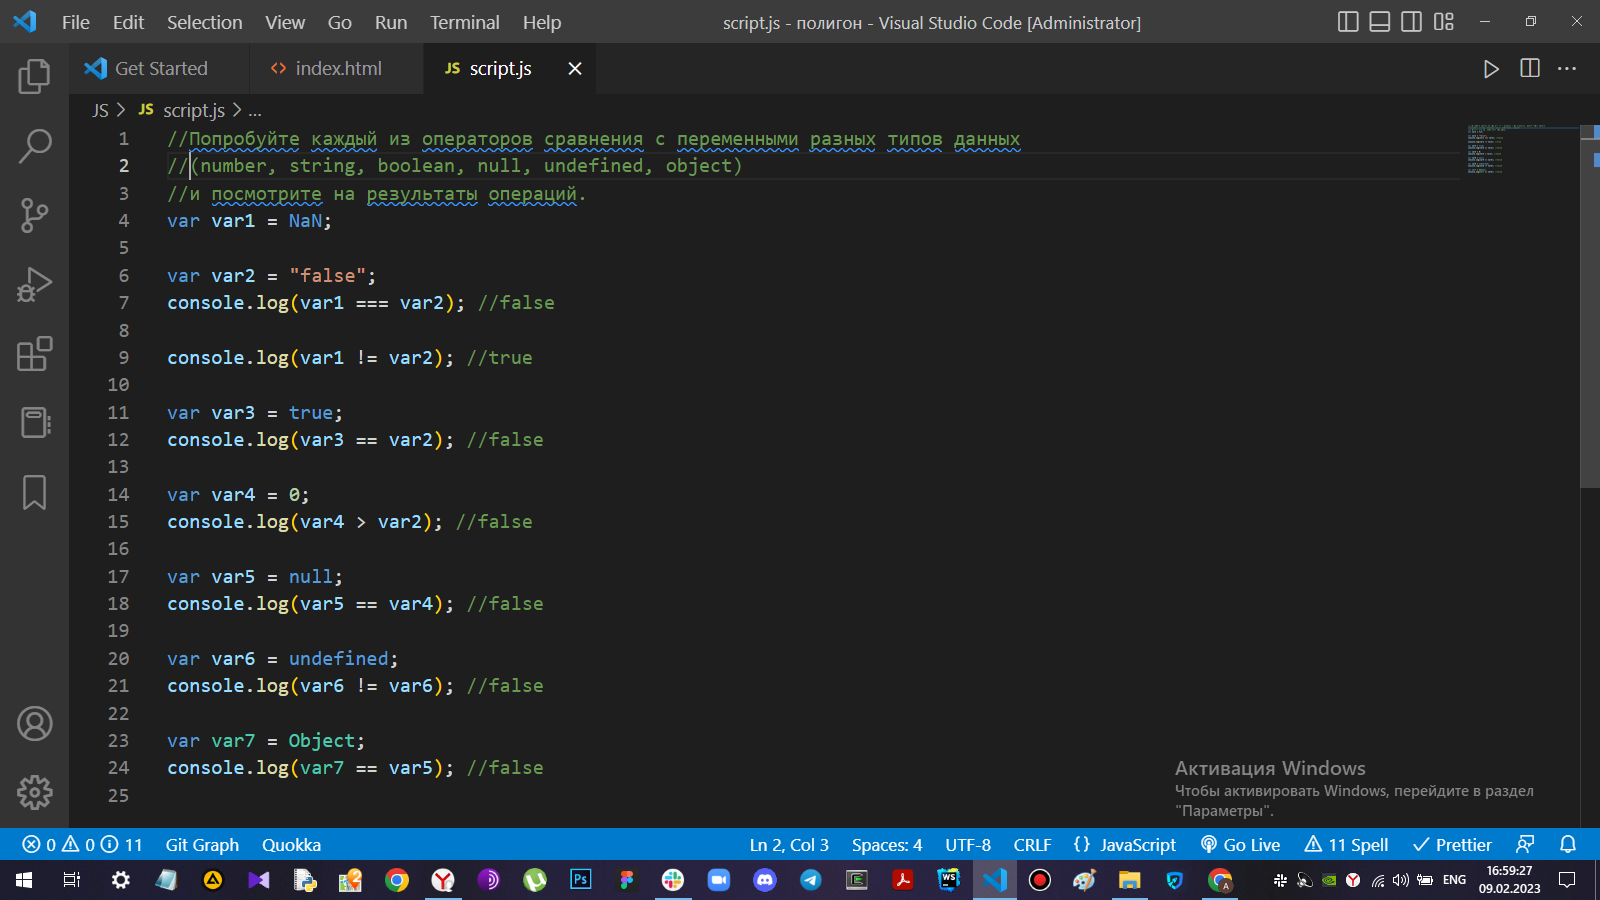 File Edit Selection View Go Run Terminal Help script.js - полигон - Visual Studio Code [Administrator]
Get Started index.html JS script.js
JS > JS script.js > ...
1 //Попробуйте каждый из операторов сравнения с переменными разных типов данных
2 //(number, string, boolean, null, undefined, object)
3 //и посмотрите на результаты операций.
4 var var1 = NaN;
5
6 var var2 = "false";
7 console.log(var1 === var2); //false
8
9 console.log(var1 != var2); //true
10
11 var var3 = true;
12 console.log(var3 == var2); //false
13
14 var var4 = 0;
15 console.log(var4 > var2); //false
16
17 var var5 = null;
18 console.log(var5 == var4); //false
19
20 var var6 = undefined;
21 console.log(var6 != var6); //false
22
23 var var7 = Object;
24 console.log(var7 == var5); //false
25
Активация Windows
Чтобы активировать Windows, перейдите в раздел
"Параметры".
0 0 11 Git Graph Quokka Ln 2, Col 3 Spaces: 4 UTF-8 CRLF {} JavaScript Go Live 11 Spell Prettier
Ps WS A ENG 16:59:27
09.02.2023